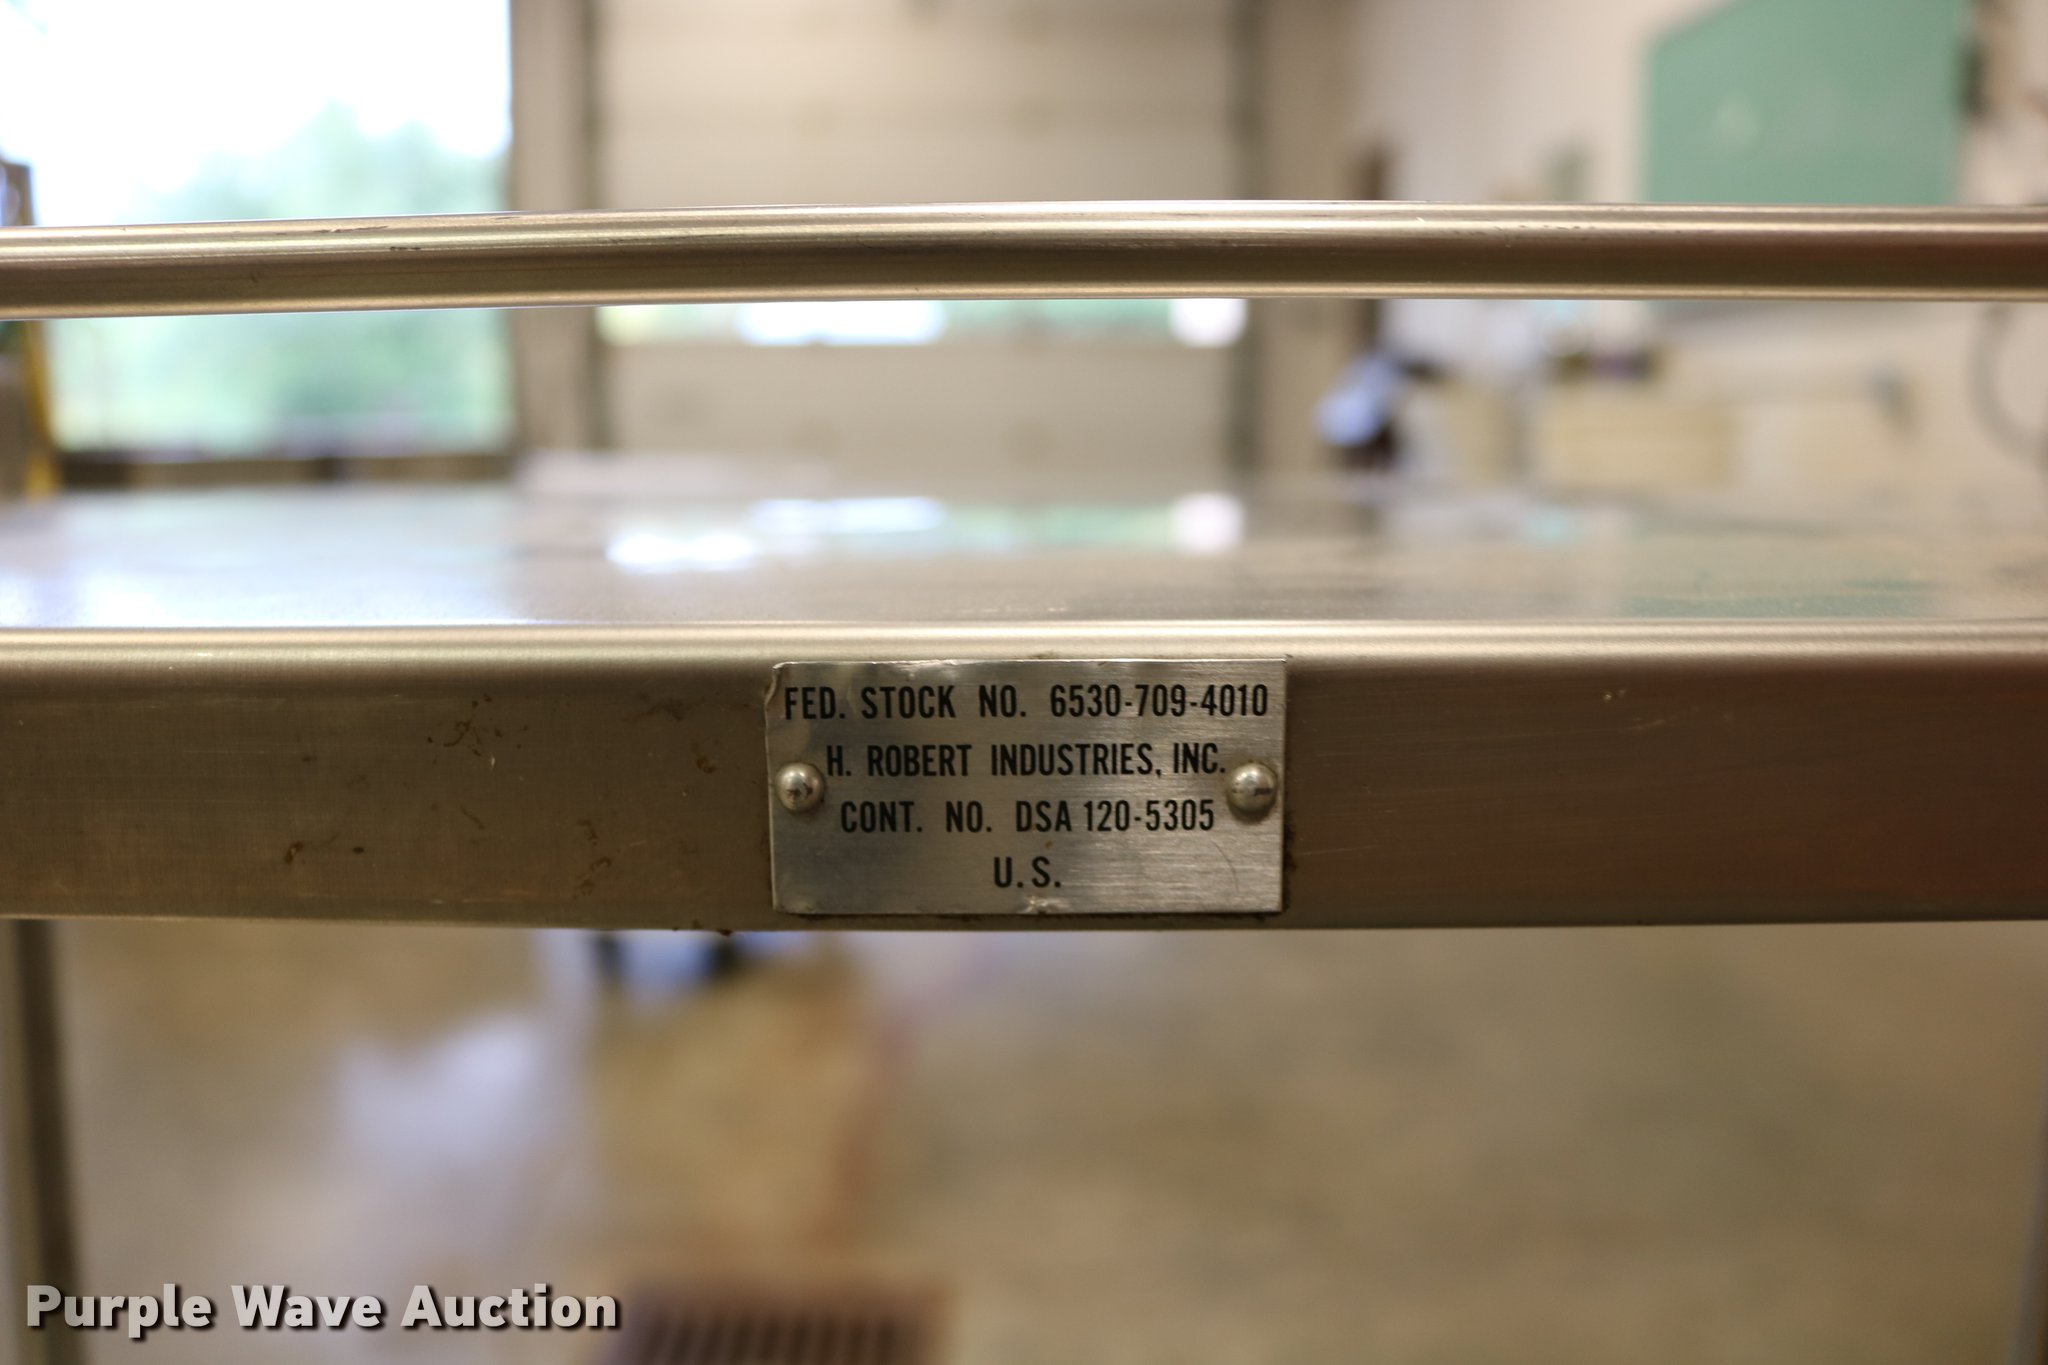 FED. STOCK NO. 6530-709-4010
H. ROBERT INDUSTRIES, INC.
CONT. NO. DSA 120-5305
U.S.
Purple Wave Auction